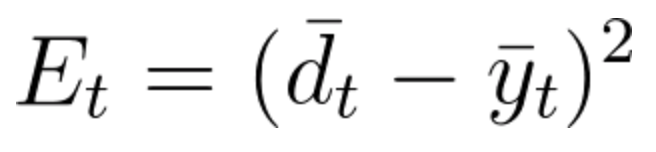 E_t = (\bar{d}_t - \bar{y}_t)^2